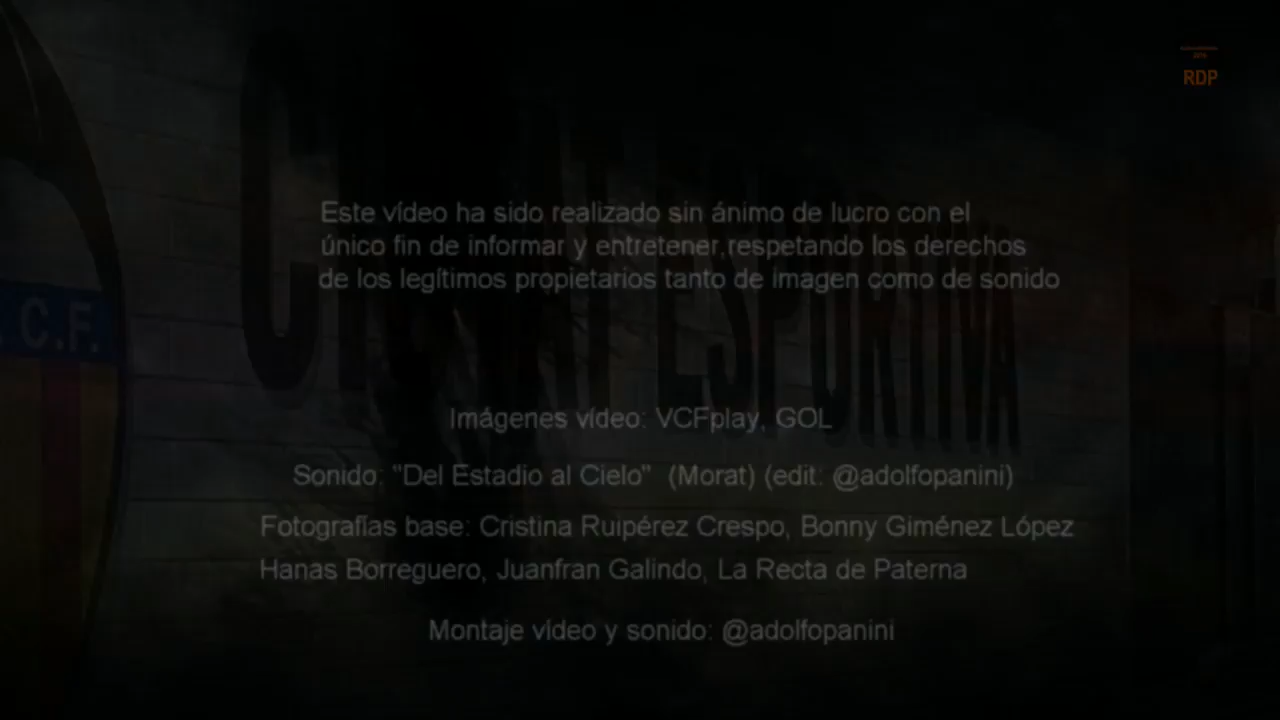 RDP
CIUTAT ESPORTIVA
Este vídeo ha sido realizado sin ánimo de lucro con el
único fin de informar y entretener,respetando los derechos
de los legítimos propietarios tanto de imagen como de sonido
C.F.
Imágenes vídeo: VCFplay, GOL
Sonido: "Del Estadio al Cielo" (Morat) (edit: @adolfopanini)
Fotografías base: Cristina Ruipérez Crespo, Bonny Giménez López
Hanas Borreguero, Juanfran Galindo, La Recta de Paterna
Montaje vídeo y sonido: @adolfopanini